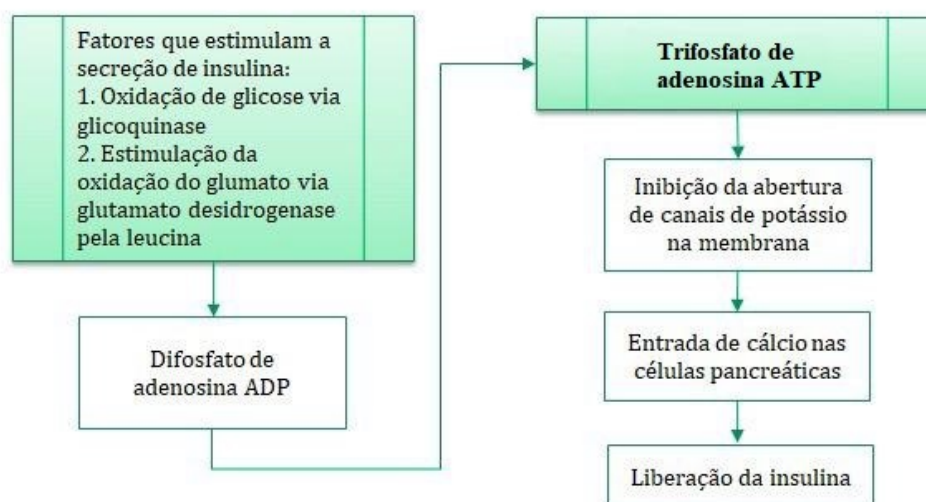 Fatores que estimulam a
secreção de insulina:
1. Oxidação de glicose via
glicoquinase
2. Estimulação da
oxidação do glumato via
glutamato desidrogenase
pela leucina
Difosfato de
adenosina ADP
Trifosfato de
adenosina ATP
Inibição da abertura
de canais de potássio
na membrana
Entrada de cálcio nas
células pancreáticas
Liberação da insulina